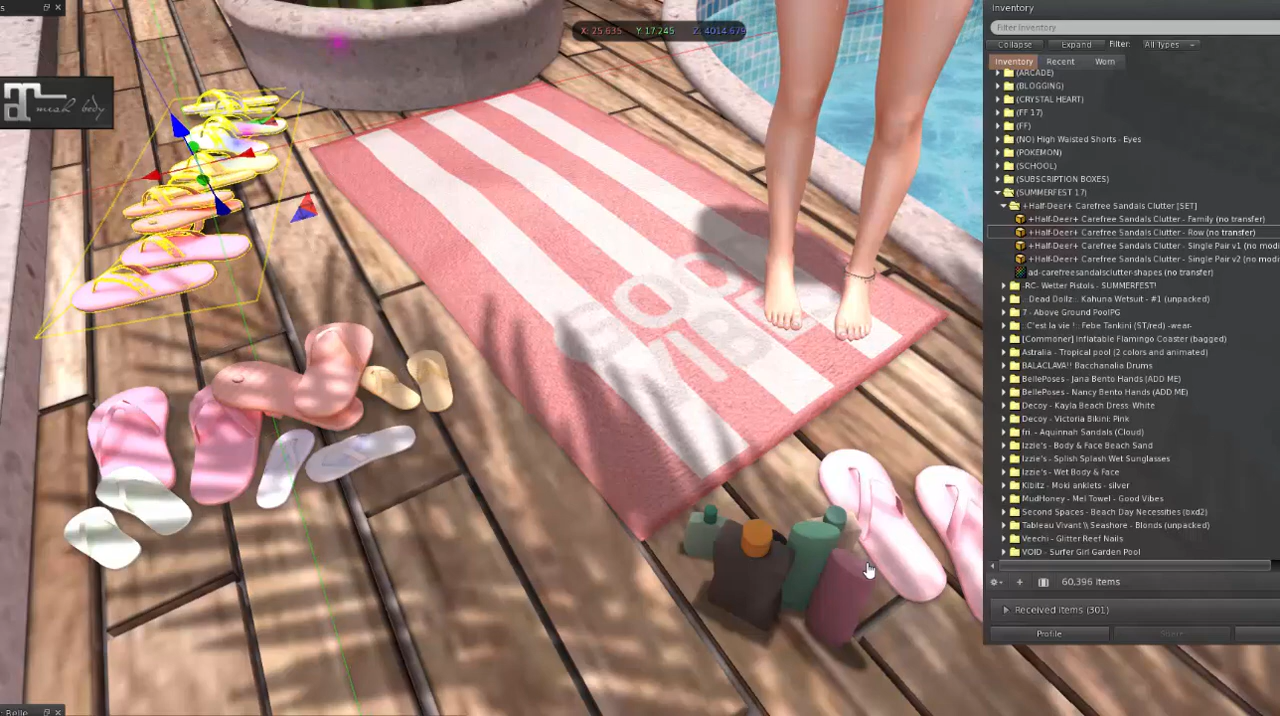 s
Inventory
X: 25.635 Y: 17.245 Z: 4014.679
Filter Inventory
Collapse Expand Filter: All Types
Inventory Recent Worn
(ARCADE)
(BLOGGING)
(CRYSTAL HEART)
(FF 17)
(FF)
(NO) High Waisted Shorts - Eyes
(POKEMON)
(SCHOOL)
(SUBSCRIPTION BOXES)
(SUMMERFEST 17)
+Half-Deer+ Carefree Sandals Clutter [SET]
+Half-Deer+ Carefree Sandals Clutter - Family (no transfer)
+Half-Deer+ Carefree Sandals Clutter - Row (no transfer)
+Half-Deer+ Carefree Sandals Clutter - Single Pair v1 (no modi
+Half-Deer+ Carefree Sandals Clutter - Single Pair v2 (no modi
ad-carefreesandalsclutter-shapes (no transfer)
-RC- Wetter Pistols - SUMMERFEST!
:Dead Dollz:. Kahuna Wetsuit - #1 (unpacked)
7 - Above Ground PoolPG
:.C'est la vie !:. Febe Tankini (ST/red) -wear-
[Commoner] Inflatable Flamingo Coaster (bagged)
Astralia - Tropical pool (2 colors and animated)
BALACLAVA!! Bacchanalia Drums
BellePoses - Jana Bento Hands (ADD ME)
BellePoses - Nancy Bento Hands (ADD ME)
Decoy - Kayla Beach Dress: White
Decoy - Victoria Bikini: Pink
fri. - Aquinnah Sandals (Cloud)
Izzie's - Body & Face Beach Sand
Izzie's - Splish Splash Wet Sunglasses
Izzie's - Wet Body & Face
Kibitz - Moki anklets - silver
MudHoney - Mel Towel - Good Vibes
Second Spaces - Beach Day Necessities (bxd2)
Tableau Vivant \\ Seashore - Blonds (unpacked)
Veechi - Glitter Reef Nails
VOID - Surfer Girl Garden Pool
60,396 Items
Received Items (301)
Profile Share
mesh body
GOOD
VIBES
Belle